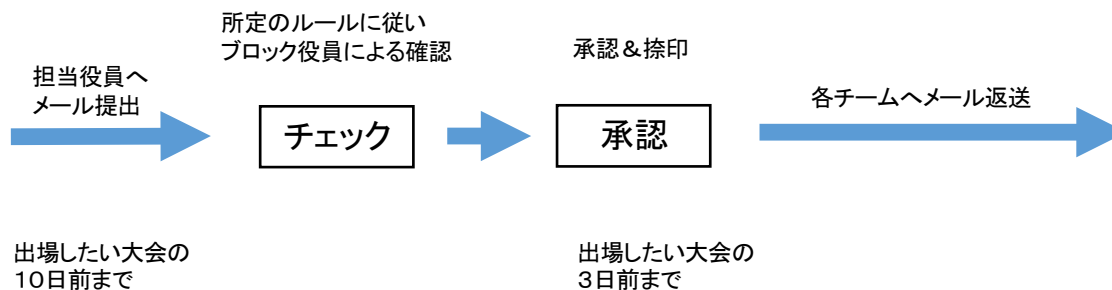 所定のルールに従い
ブロック役員による確認
承認＆捺印
担当役員へ
メール提出
各チームへメール返送
チェック
承認
出場したい大会の
１０日前まで
出場したい大会の
３日前まで